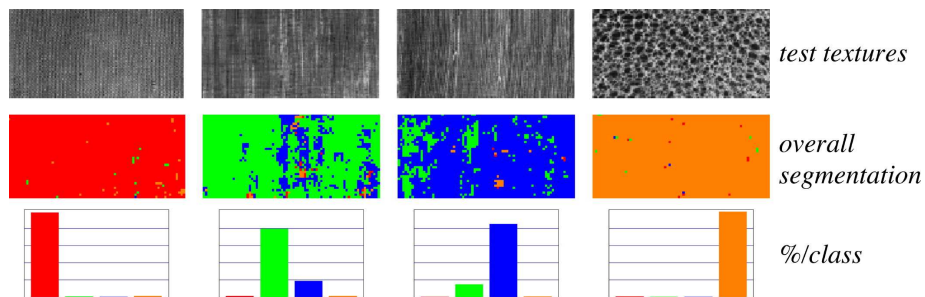 test textures
overall
segmentation
%/class